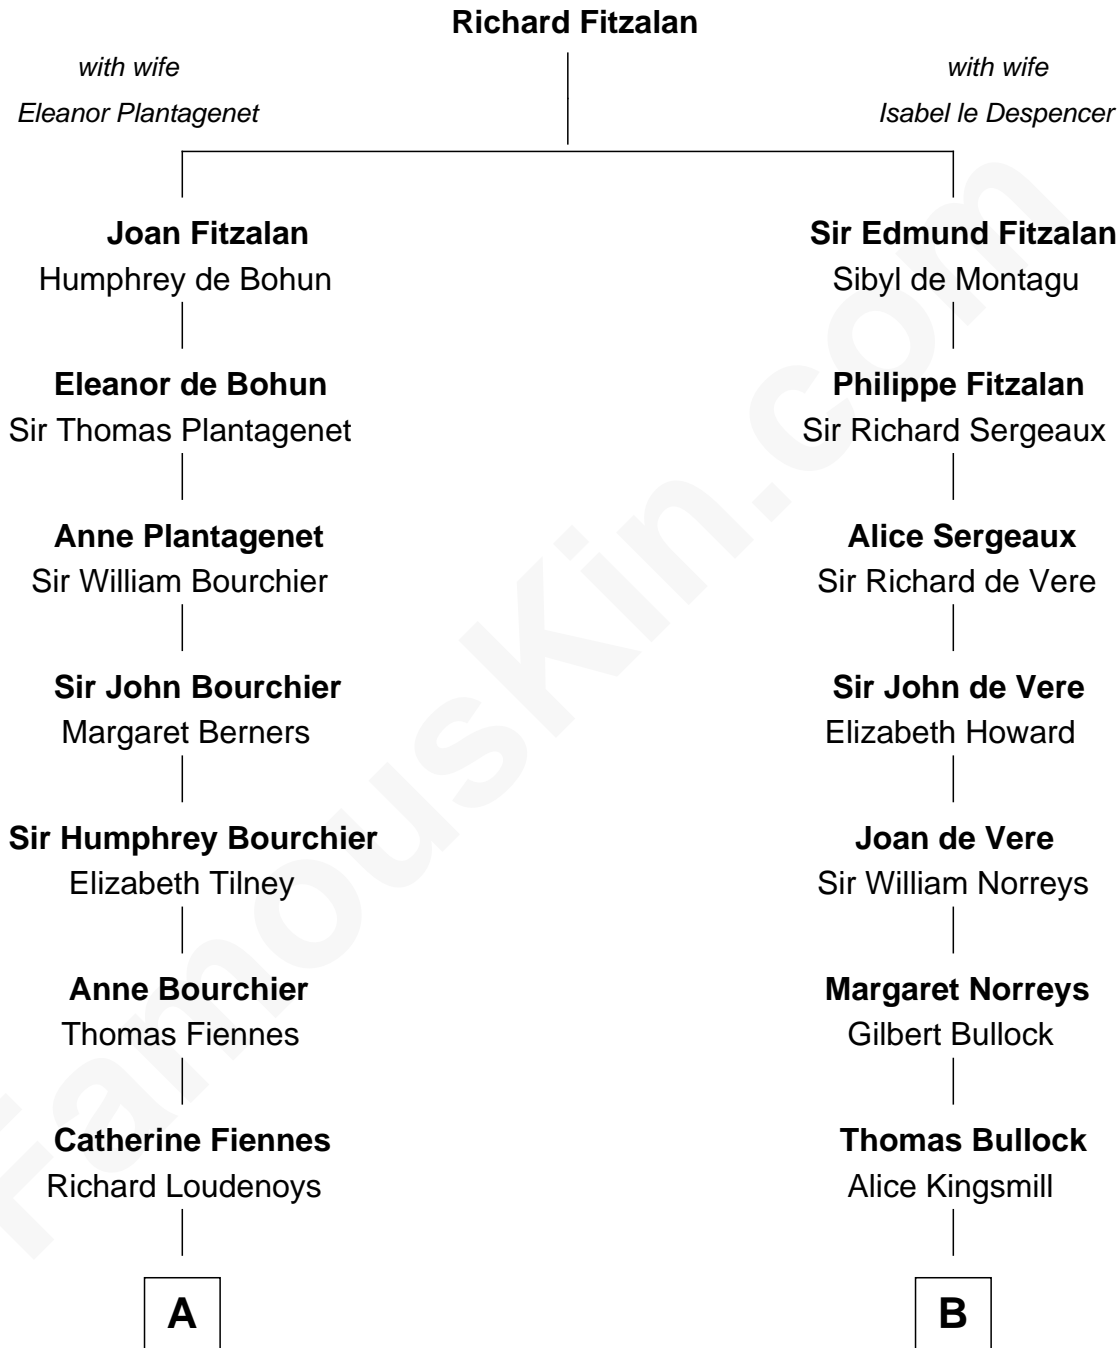 Richard Fitzalan
with wife
Eleanor Plantagenet
with wife
Isabel le Despencer
Joan Fitzalan
Humphrey de Bohun
Sir Edmund Fitzalan
Sibyl de Montagu
Eleanor de Bohun
Sir Thomas Plantagenet
Philippe Fitzalan
Sir Richard Sergeaux
Anne Plantagenet
Sir William Bourchier
Alice Sergeaux
Sir Richard de Vere
Sir John Bourchier
Margaret Berners
Sir John de Vere
Elizabeth Howard
Sir Humphrey Bourchier
Elizabeth Tilney
Joan de Vere
Sir William Norreys
Anne Bourchier
Thomas Fiennes
Margaret Norreys
Gilbert Bullock
Catherine Fiennes
Richard Loudenoys
Thomas Bullock
Alice Kingsmill
A
B
FamousKin.com